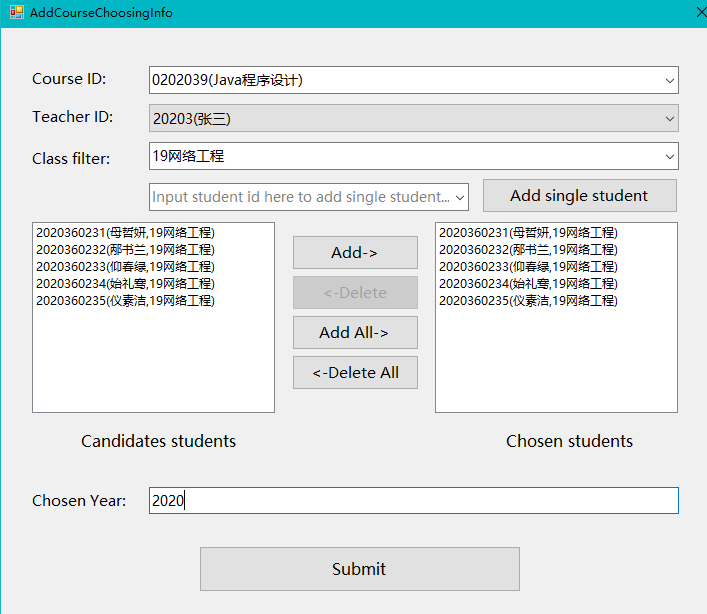 AddCourseChoosingInfo
Course ID:
0202039(Java程序设计)
Teacher ID:
20203(张三)
Class filter:
19网络工程
Input student id here to add single student...
Add single student
2020360231(母哲妍,19网络工程)
2020360232(郗书兰,19网络工程)
2020360233(仰春绿,19网络工程)
2020360234(始礼骞,19网络工程)
2020360235(仪素洁,19网络工程)
Add->
<-Delete
Add All->
<-Delete All
2020360231(母哲妍,19网络工程)
2020360232(郗书兰,19网络工程)
2020360233(仰春绿,19网络工程)
2020360234(始礼骞,19网络工程)
2020360235(仪素洁,19网络工程)
Candidates students
Chosen students
Chosen Year:
2020
Submit